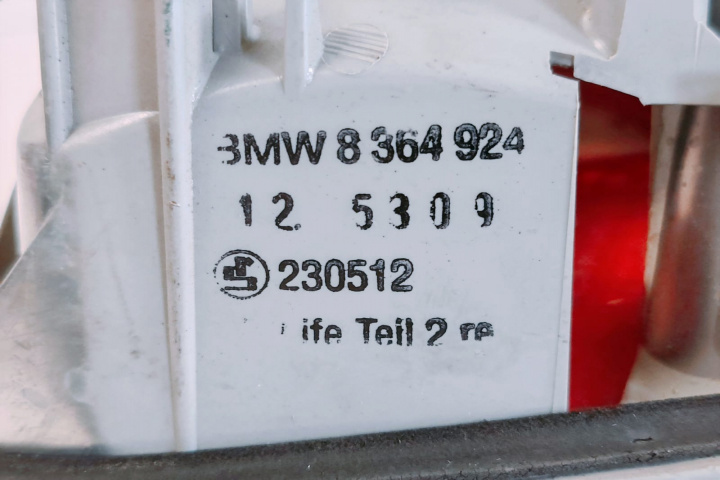 BMW 8 364 924
12. 5309
230512
ife Teil 2 re